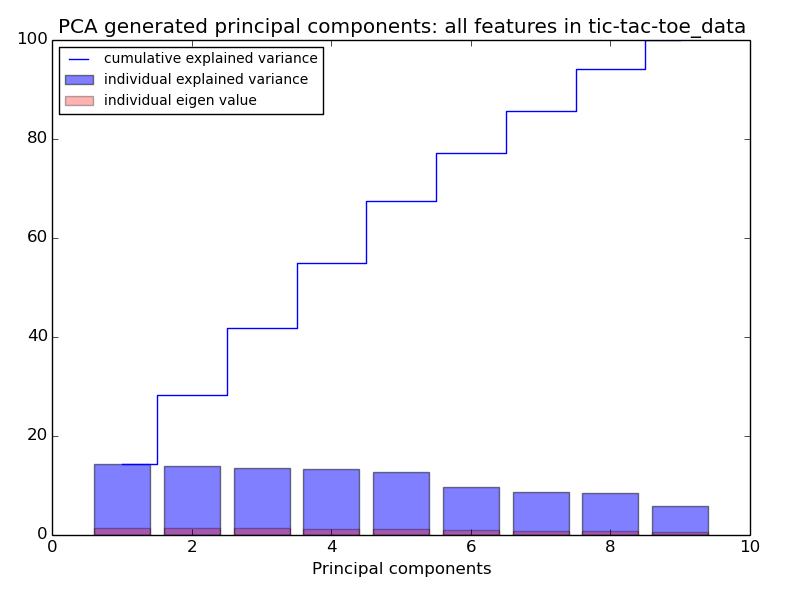 PCA generated principal components: all features in tic-tac-toe_data
100
80
60
40
20
0
cumulative explained variance
individual explained variance
individual eigen value
0 2 4 6 8 10
Principal components